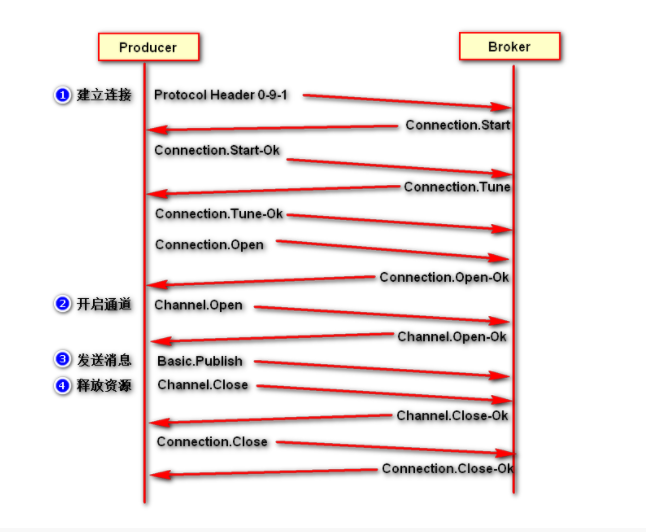 Producer
Broker
1 建立连接 Protocol Header 0-9-1
Connection.Start
Connection.Start-Ok
Connection.Tune
Connection.Tune-Ok
Connection.Open
Connection.Open-Ok
2 开启通道 Channel.Open
Channel.Open-Ok
3 发送消息 Basic.Publish
4 释放资源 Channel.Close
Channel.Close-Ok
Connection.Close
Connection.Close-Ok